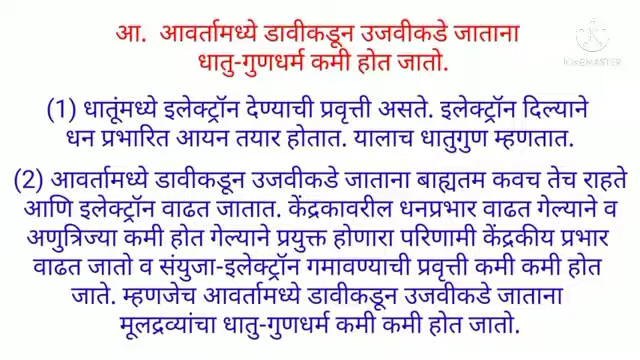 आ. आवर्तामध्ये डावीकडून उजवीकडे जाताना
धातु-गुणधर्म कमी होत जातो.
KINEMASTER
(1) धातूंमध्ये इलेक्ट्रॉन देण्याची प्रवृत्ती असते. इलेक्ट्रॉन दिल्याने
धन प्रभारित आयन तयार होतात. यालाच धातुगुण म्हणतात.
(2) आवर्तामध्ये डावीकडून उजवीकडे जाताना बाह्यतम कवच तेच राहते
आणि इलेक्ट्रॉन वाढत जातात. केंद्रकावरील धनप्रभार वाढत गेल्याने व
अणुत्रिज्या कमी होत गेल्याने प्रयुक्त होणारा परिणामी केंद्रकीय प्रभार
वाढत जातो व संयुजा-इलेक्ट्रॉन गमावण्याची प्रवृत्ती कमी कमी होत
जाते. म्हणजेच आवर्तामध्ये डावीकडून उजवीकडे जाताना
मूलद्रव्यांचा धातु-गुणधर्म कमी कमी होत जातो.